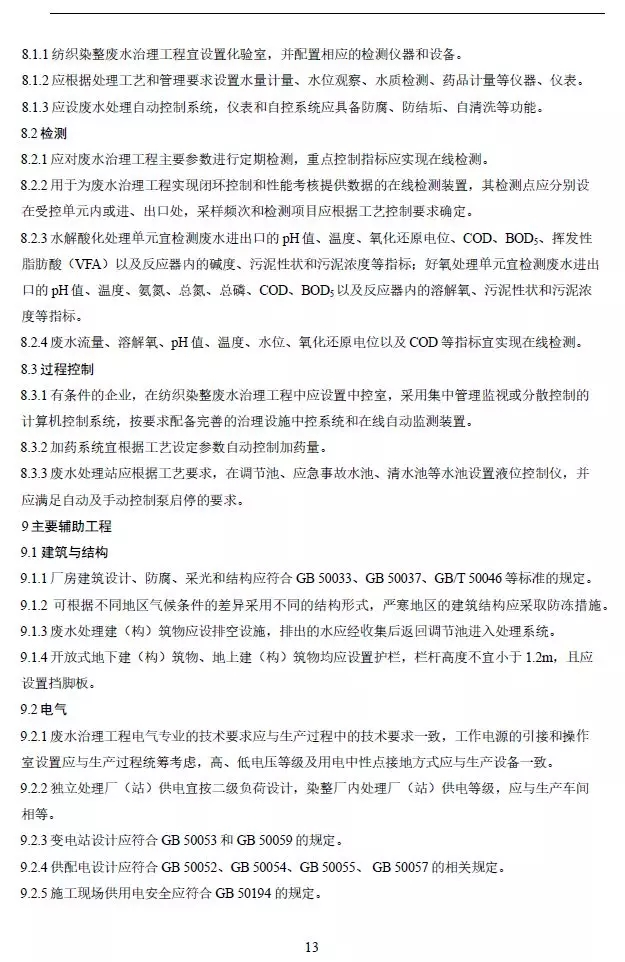 8.1.1 纺织染整废水治理工程宜设置化验室，并配置相应的检测仪器和设备。
8.1.2 应根据处理工艺和管理要求设置水量计量、水位观察、水质检测、药品计量等仪器、仪表。
8.1.3 应设废水处理自动控制系统，仪表和自控系统应具备防腐、防结垢、自清洗等功能。
8.2 检测
8.2.1 应对废水治理工程主要参数进行定期检测，重点控制指标应实现在线检测。
8.2.2 用于为废水治理工程实现闭环控制和性能考核提供数据的在线检测装置，其检测点应分别设
在受控单元内或进、出口处，采样频次和检测项目应根据工艺控制要求确定。
8.2.3 水解酸化处理单元宜检测废水进出口的 pH 值、温度、氧化还原电位、COD、BOD₅、挥发性
脂肪酸（VFA）以及反应器内的碱度、污泥性状和污泥浓度等指标；好氧处理单元宜检测废水进出
口的 pH 值、温度、氨氮、总氮、总磷、COD、BOD₅ 以及反应器内的溶解氧、污泥性状和污泥浓
度等指标。
8.2.4 废水流量、溶解氧、pH 值、温度、水位、氧化还原电位以及 COD 等指标宜实现在线检测。
8.3 过程控制
8.3.1 有条件的企业，在纺织染整废水治理工程中应设置中控室，采用集中管理监视或分散控制的
计算机控制系统，按要求配备完善的治理设施中控系统和在线自动监测装置。
8.3.2 加药系统宜根据工艺设定参数自动控制加药量。
8.3.3 废水处理站应根据工艺要求，在调节池、应急事故水池、清水池等水池设置液位控制仪，并
应满足自动及手动控制泵启停的要求。
9 主要辅助工程
9.1 建筑与结构
9.1.1 厂房建筑设计、防腐、采光和结构应符合 GB 50033、GB 50037、GB/T 50046 等标准的规定。
9.1.2 可根据不同地区气候条件的差异采用不同的结构形式，严寒地区的建筑结构应采取防冻措施。
9.1.3 废水处理建（构）筑物应设排空设施，排出的水应经收集后返回调节池进入处理系统。
9.1.4 开放式地下建（构）筑物、地上建（构）筑物均应设置护栏，栏杆高度不宜小于 1.2m，且应
设置挡脚板。
9.2 电气
9.2.1 废水治理工程电气专业的技术要求应与生产过程中的技术要求一致，工作电源的引接和操作
室设置应与生产过程统筹考虑，高、低电压等级及用电中性点接地方式应与生产设备一致。
9.2.2 独立处理厂（站）供电宜按二级负荷设计，染整厂内处理厂（站）供电等级，应与生产车间
相等。
9.2.3 变电站设计应符合 GB 50053 和 GB 50059 的规定。
9.2.4 供配电设计应符合 GB 50052、GB 50054、GB 50055、 GB 50057 的相关规定。
9.2.5 施工现场供用电安全应符合 GB 50194 的规定。
13